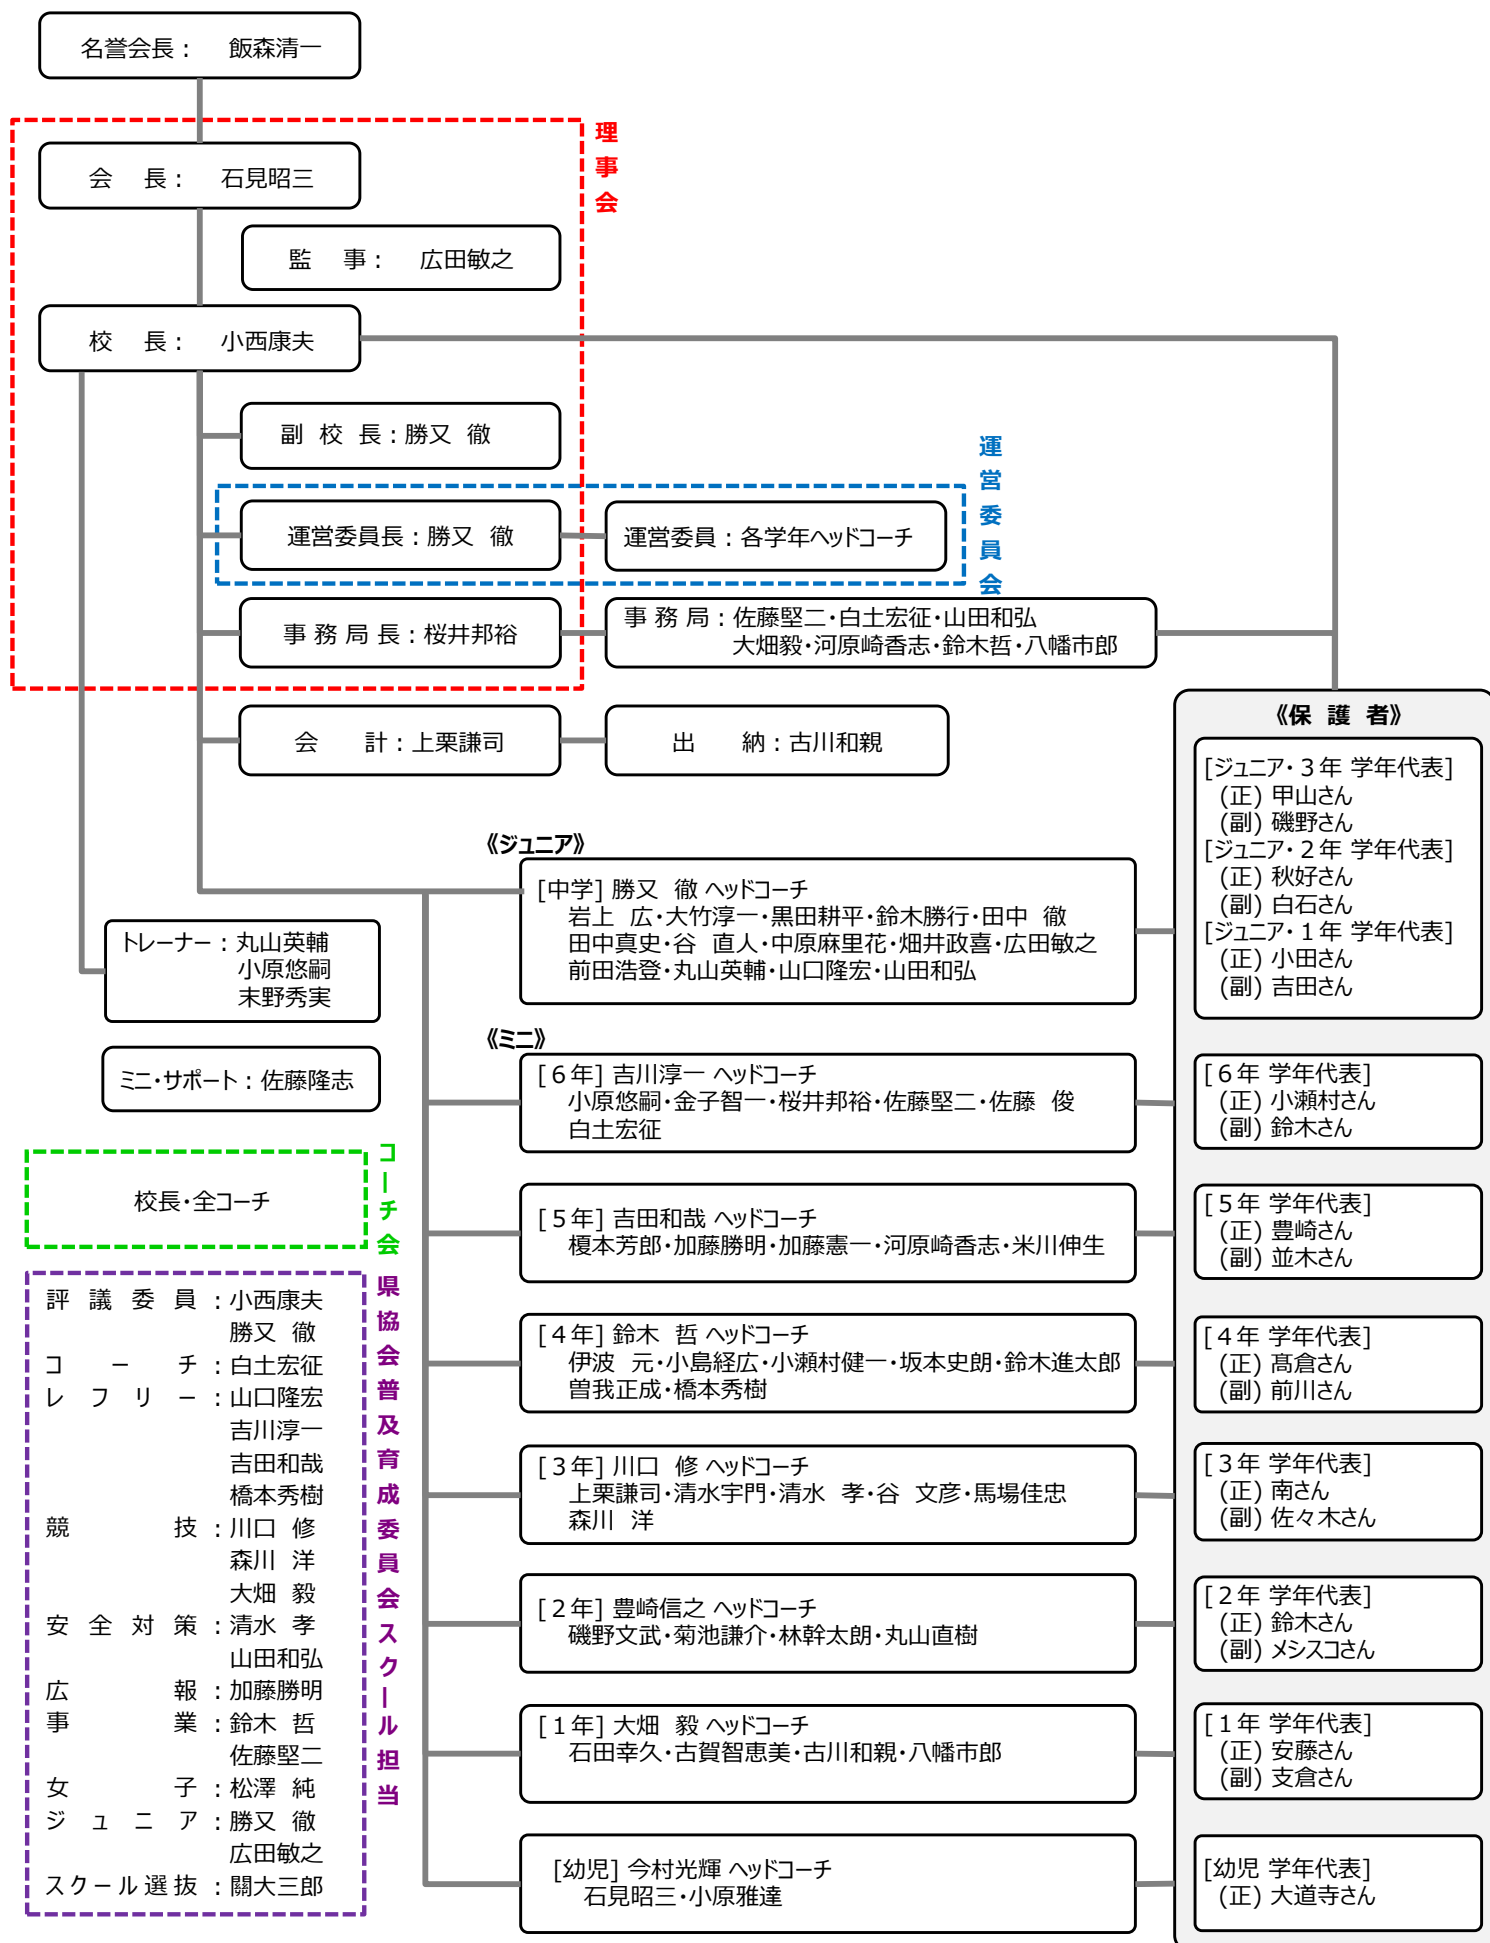 名誉会長： 飯森清一
理事会
会 長： 石見昭三
監 事： 広田敏之
校 長： 小西康夫
副 校 長：勝又 徹
運営委員会
運営委員長：勝又 徹
運営委員：各学年ヘッドコーチ
事 務 局 長：桜井邦裕
事 務 局：佐藤堅二・白土宏征・山田和弘
大畑毅・河原崎香志・鈴木哲・八幡市郎
会 計：上栗謙司
出 納：古川和親
《ジュニア》
[中学] 勝又 徹 ヘッドコーチ
岩上 広・大竹淳一・黒田耕平・鈴木勝行・田中 徹
田中真史・谷 直人・中原麻里花・畑井政喜・広田敏之
前田浩登・丸山英輔・山口隆宏・山田和弘
《ミニ》
[６年] 吉川淳一 ヘッドコーチ
小原悠嗣・金子智一・桜井邦裕・佐藤堅二・佐藤 俊
白土宏征
[５年] 吉田和哉 ヘッドコーチ
榎本芳郎・加藤勝明・加藤憲一・河原崎香志・米川伸生
[４年] 鈴木 哲 ヘッドコーチ
伊波 元・小島経広・小瀬村健一・坂本史朗・鈴木進太郎
曽我正成・橋本秀樹
[３年] 川口 修 ヘッドコーチ
上栗謙司・清水宇門・清水 孝・谷 文彦・馬場佳忠
森川 洋
[２年] 豊崎信之 ヘッドコーチ
磯野文武・菊池謙介・林幹太朗・丸山直樹
[１年] 大畑 毅 ヘッドコーチ
石田幸久・古賀智恵美・古川和親・八幡市郎
[幼児] 今村光輝 ヘッドコーチ
石見昭三・小原雅達
《保 護 者》
[ジュニア・３年 学年代表]
(正) 甲山さん
(副) 磯野さん
[ジュニア・２年 学年代表]
(正) 秋好さん
(副) 白石さん
[ジュニア・１年 学年代表]
(正) 小田さん
(副) 吉田さん
[６年 学年代表]
(正) 小瀬村さん
(副) 鈴木さん
[５年 学年代表]
(正) 豊崎さん
(副) 並木さん
[４年 学年代表]
(正) 髙倉さん
(副) 前川さん
[３年 学年代表]
(正) 南さん
(副) 佐々木さん
[２年 学年代表]
(正) 鈴木さん
(副) メシスコさん
[１年 学年代表]
(正) 安藤さん
(副) 支倉さん
[幼児 学年代表]
(正) 大道寺さん
トレーナー：丸山英輔
小原悠嗣
末野秀実
ミニ・サポート：佐藤隆志
コーチ会
校長・全コーチ
県協会普及育成委員会スクール担当
評 議 委 員：小西康夫
勝又 徹
コ ー チ：白土宏征
レ フ リ ー：山口隆宏
吉川淳一
吉田和哉
橋本秀樹
競 技：川口 修
森川 洋
大畑 毅
安 全 対 策：清水 孝
山田和弘
広 報：加藤勝明
事 業：鈴木 哲
佐藤堅二
女 子：松澤 純
ジ ュ ニ ア：勝又 徹
広田敏之
スクール選抜：關大三郎